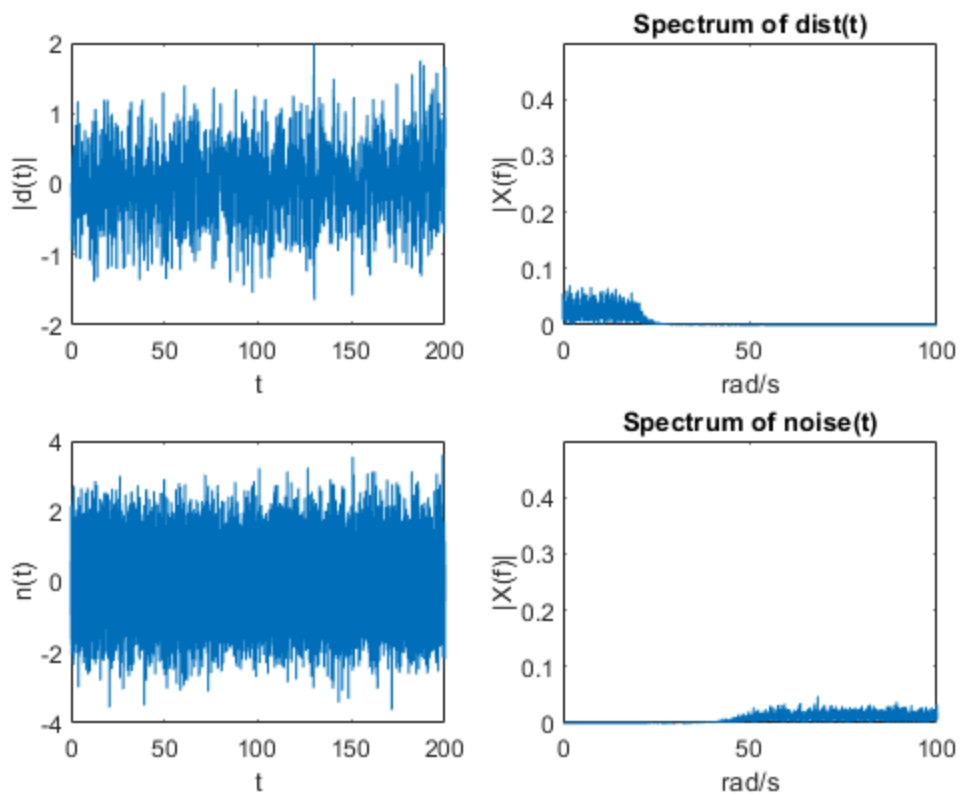 2
1
0
-1
-2
|d(t)|
0 50 100 150 200
t
Spectrum of dist(t)
0.4
0.3
0.2
0.1
0
|X(f)|
0 50 100
rad/s
4
2
0
-2
-4
n(t)
0 50 100 150 200
t
Spectrum of noise(t)
0.4
0.3
0.2
0.1
0
|X(f)|
0 50 100
rad/s